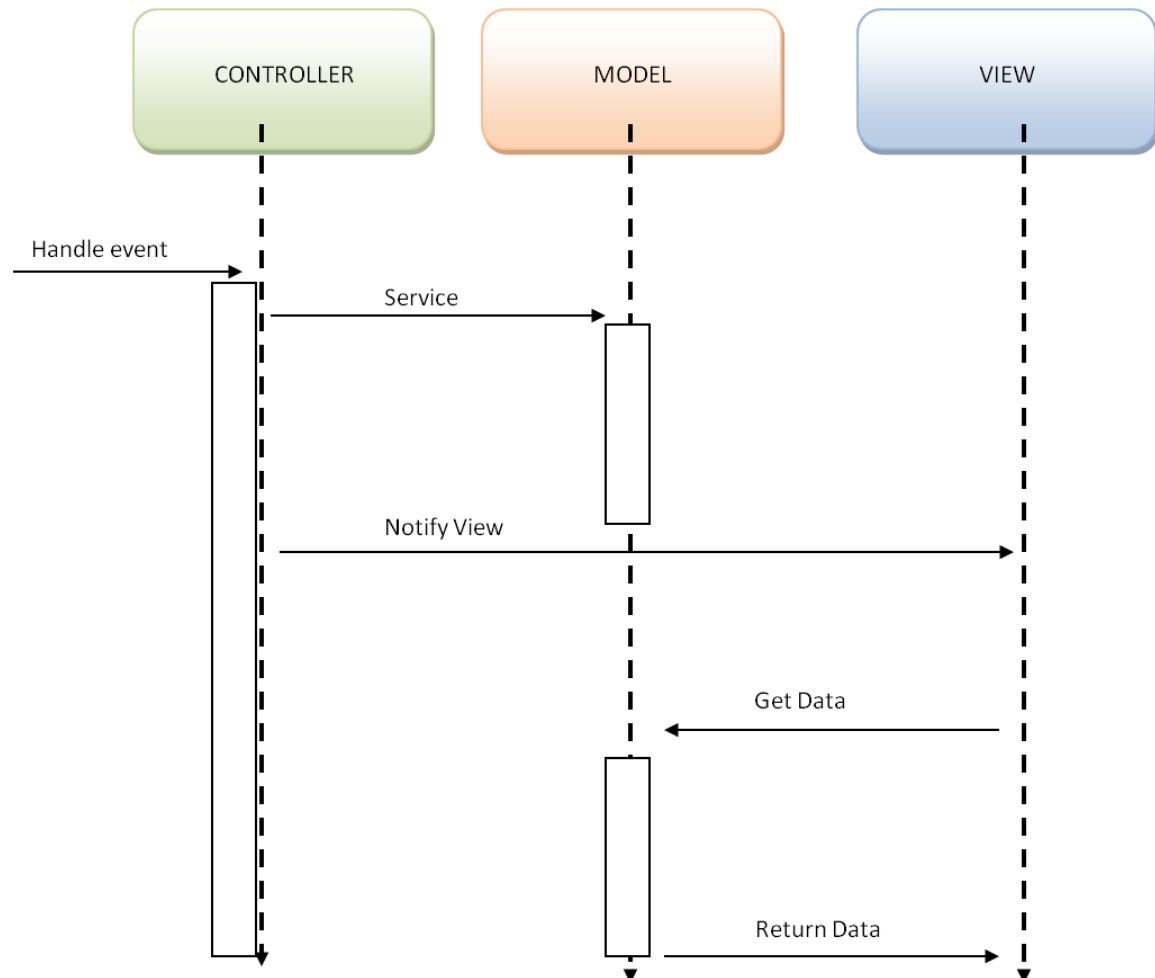 CONTROLLER
MODEL
VIEW
Handle event
Service
Notify View
Get Data
Return Data